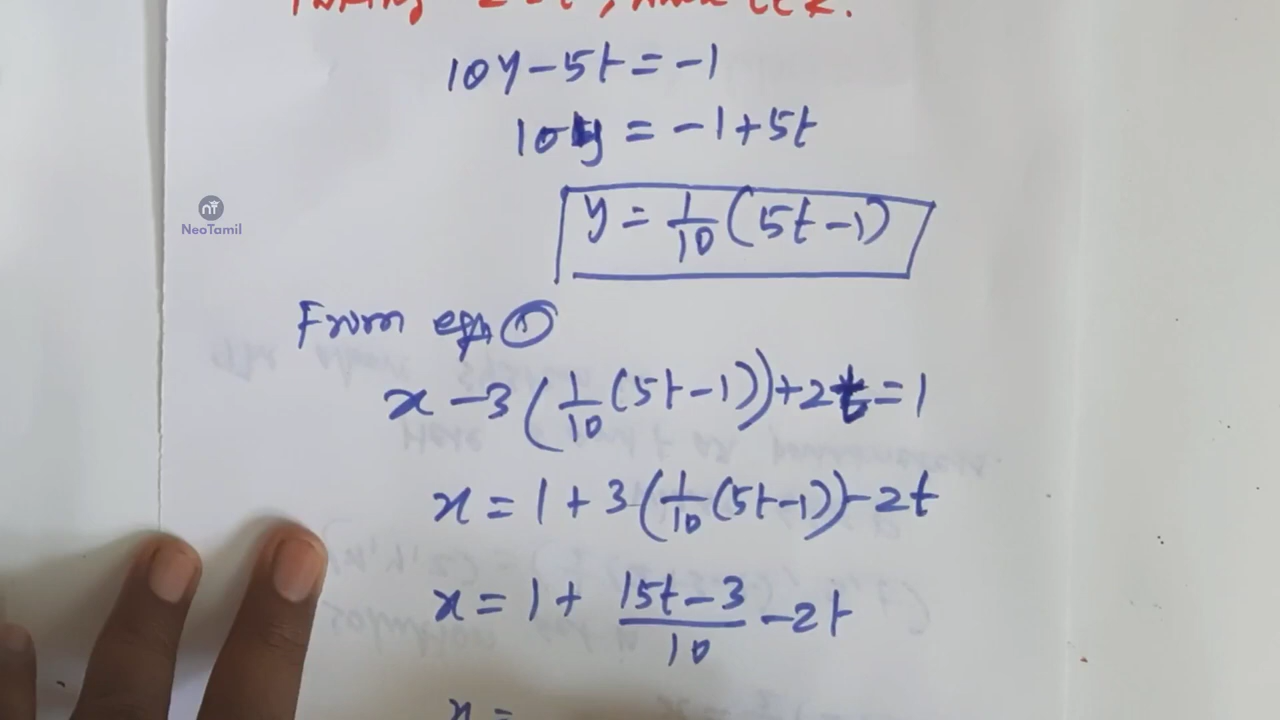 10y - 5t = -1
10y = -1 + 5t
y = 1/10 (5t - 1)
NeoTamil
From eqn ①
x - 3 (1/10 (5t - 1)) + 2t = 1
x = 1 + 3 (1/10 (5t - 1)) - 2t
x = 1 + (15t - 3)/10 - 2t
x =